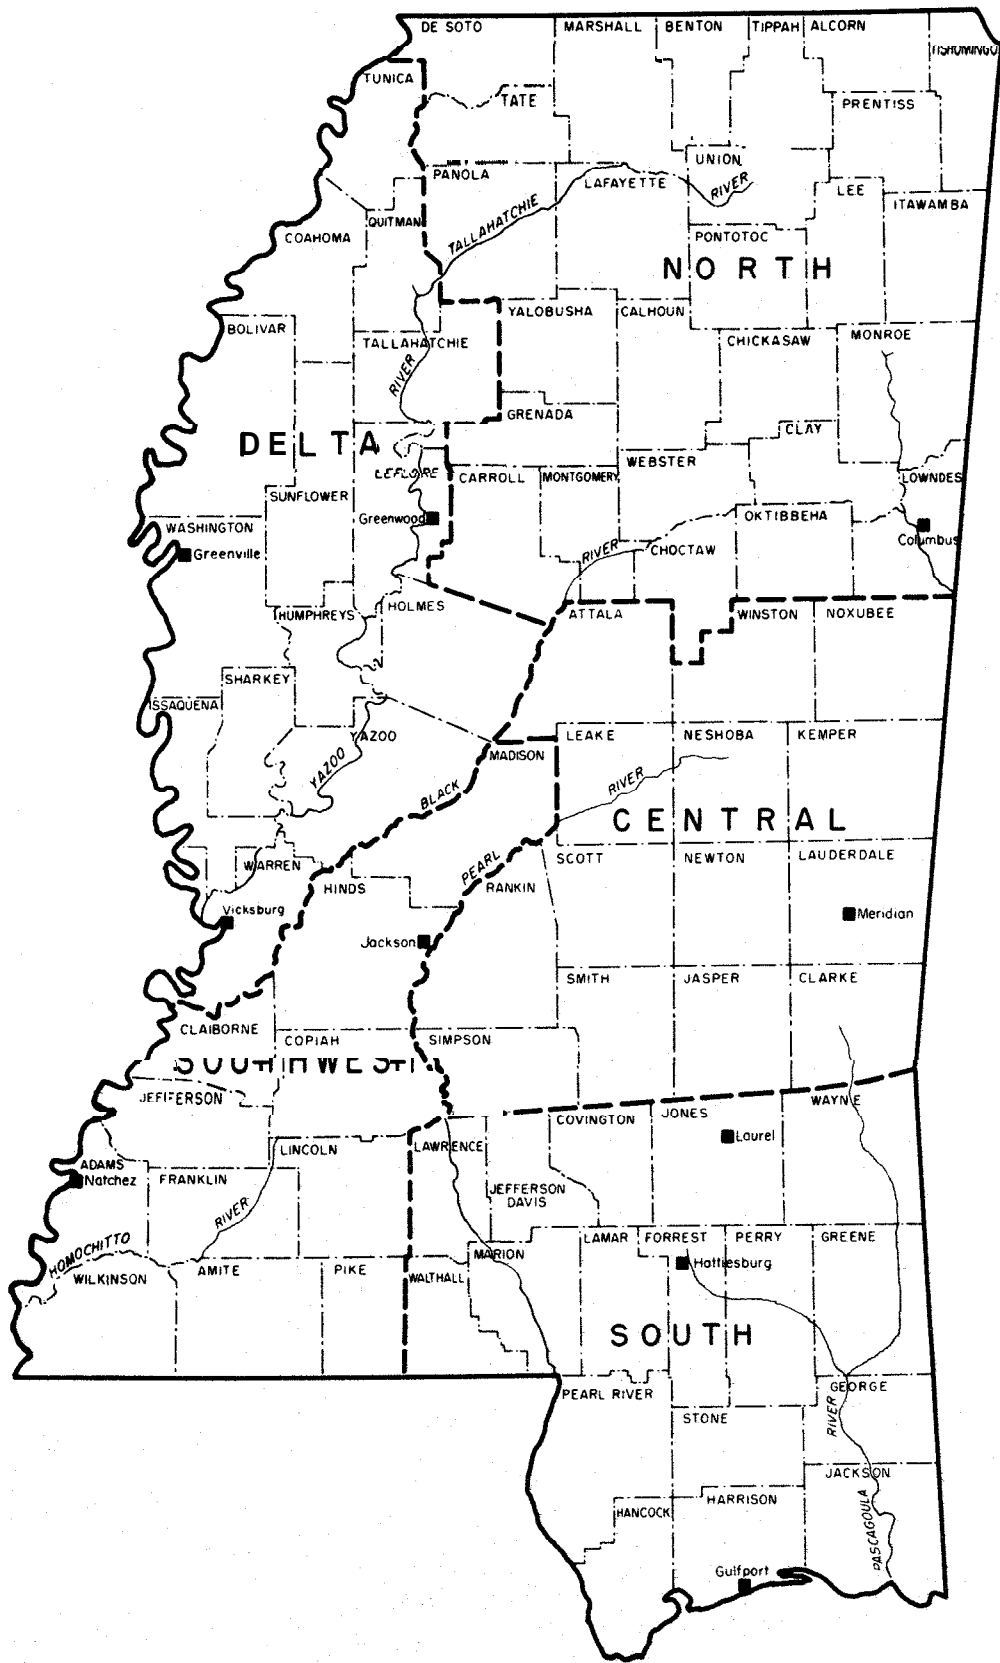 DE SOTO
MARSHALL
BENTON
TIPPAH
ALCORN
TISHOMINGO
TUNICA
TATE
PRENTISS
UNION
PANOLA
LAFAYETTE
RIVER
LEE
ITAWAMBA
QUITMAN
TALLAHATCHIE
COAHOMA
PONTOTOC
NORTH
YALOBUSHA
CALHOUN
BOLIVAR
TALLAHATCHIE
CHICKASAW
MONROE
RIVER
GRENADA
CLAY
DELTA
WEBSTER
LEFLORE
CARROLL
MONTGOMERY
LOWNDES
SUNFLOWER
OKTIBBEHA
WASHINGTON
Greenwood
Columbus
Greenville
RIVER
CHOCTAW
HUMPHREYS
HOLMES
ATTALA
WINSTON
NOXUBEE
SHARKEY
ISSAQUENA
YAZOO
LEAKE
NESHOBA
KEMPER
MADISON
YAZOO
RIVER
BLACK
CENTRAL
SCOTT
NEWTON
LAUDERDALE
WARREN
PEARL
HINDS
RANKIN
Vicksburg
Meridian
Jackson
SMITH
JASPER
CLARKE
CLAIBORNE
COPIAH
SIMPSON
SOUTHWEST
JEFFERSON
WAYNE
COVINGTON
JONES
Laurel
LINCOLN
LAWRENCE
ADAMS
Natchez
FRANKLIN
JEFFERSON
DAVIS
RIVER
HOMOCHITTO
LAMAR
FORREST
PERRY
GREENE
MARION
Hattiesburg
WILKINSON
AMITE
PIKE
WALTHALL
SOUTH
PEARL RIVER
GEORGE
STONE
RIVER
JACKSON
HARRISON
HANCOCK
PASCAGOULA
Gulfport